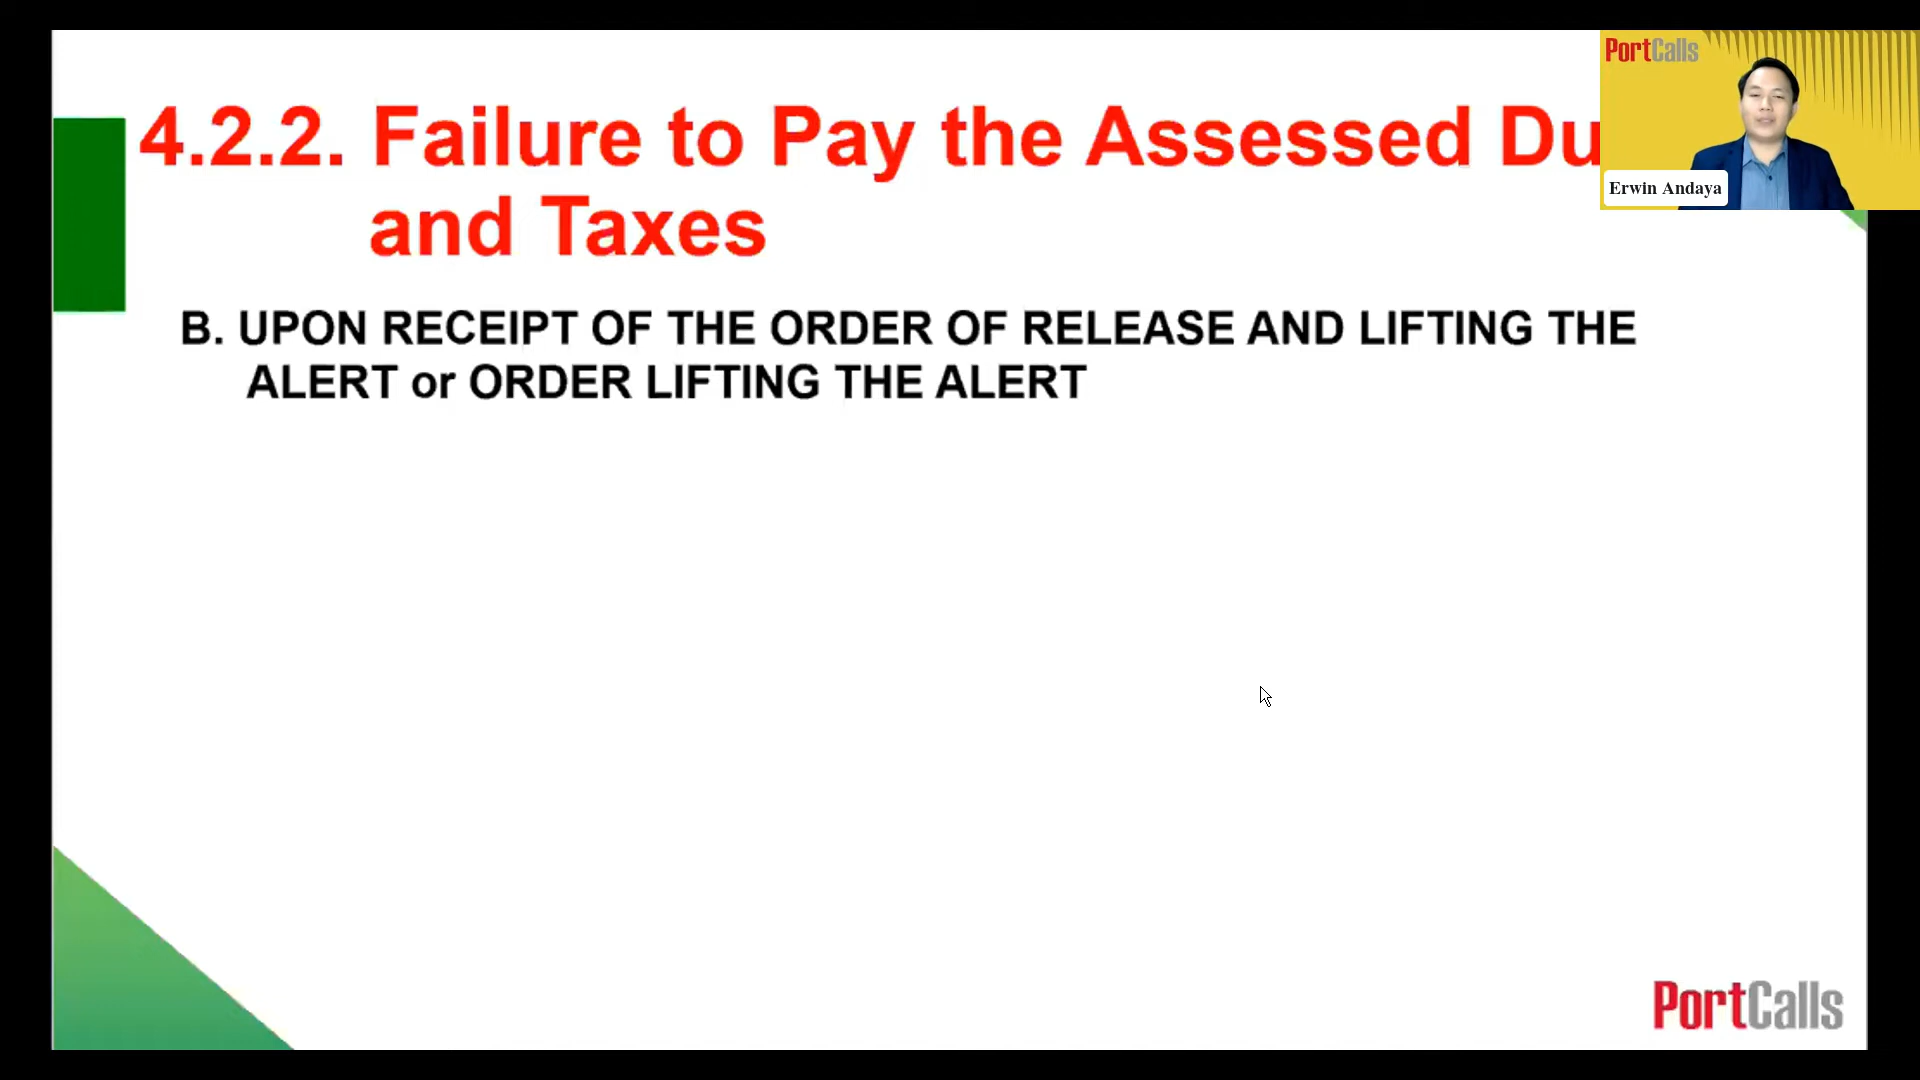 PortCalls
4.2.2. Failure to Pay the Assessed Du
and Taxes
Erwin Andaya
B. UPON RECEIPT OF THE ORDER OF RELEASE AND LIFTING THE
ALERT or ORDER LIFTING THE ALERT
PortCalls